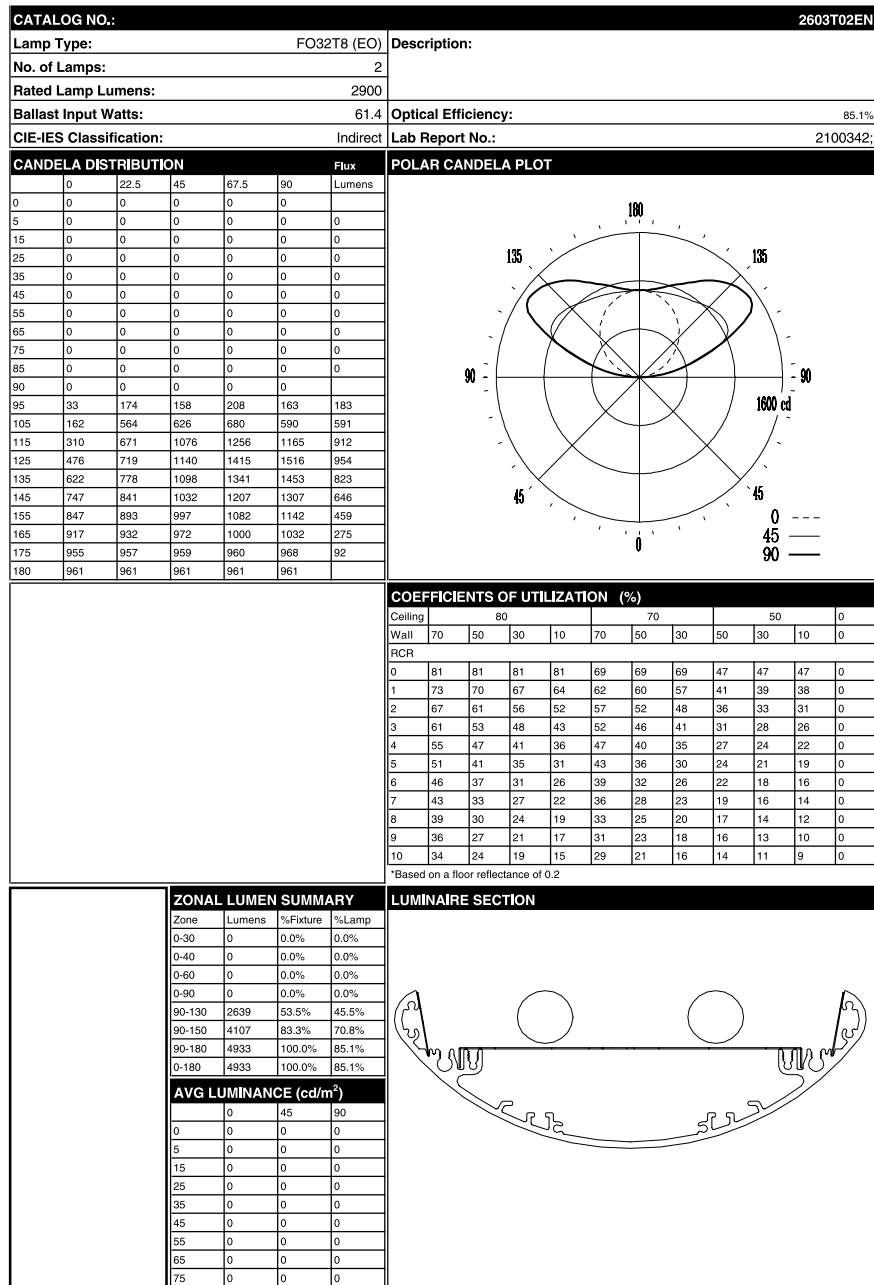 CATALOG NO.: 2603T02EN
Lamp Type: FO32T8 (EO) Description:
No. of Lamps: 2
Rated Lamp Lumens: 2900
Ballast Input Watts: 61.4 Optical Efficiency: 85.1%
CIE-IES Classification: Indirect Lab Report No.: 2100342;
CANDELA DISTRIBUTION Flux
0 22.5 45 67.5 90 Lumens
0 0 0 0 0 0
5 0 0 0 0 0 0
15 0 0 0 0 0 0
25 0 0 0 0 0 0
35 0 0 0 0 0 0
45 0 0 0 0 0 0
55 0 0 0 0 0 0
65 0 0 0 0 0 0
75 0 0 0 0 0 0
85 0 0 0 0 0 0
90 0 0 0 0 0
95 33 174 158 208 163 183
105 162 564 626 680 590 591
115 310 671 1076 1256 1165 912
125 476 719 1140 1415 1516 954
135 622 778 1098 1341 1453 823
145 747 841 1032 1207 1307 646
155 847 893 997 1082 1142 459
165 917 932 972 1000 1032 275
175 955 957 959 960 968 92
180 961 961 961 961 961
POLAR CANDELA PLOT
180
135 135
90 90
1600 cd
45 45
0
0
45
90
COEFFICIENTS OF UTILIZATION (%)
Ceiling 80 70 50 0
Wall 70 50 30 10 70 50 30 50 30 10 0
RCR
0 81 81 81 81 69 69 69 47 47 47 0
1 73 70 67 64 62 60 57 41 39 38 0
2 67 61 56 52 57 52 48 36 33 31 0
3 61 53 48 43 52 46 41 31 28 26 0
4 55 47 41 36 47 40 35 27 24 22 0
5 51 41 35 31 43 36 30 24 21 19 0
6 46 37 31 26 39 32 26 22 18 16 0
7 43 33 27 22 36 28 23 19 16 14 0
8 39 30 24 19 33 25 20 17 14 12 0
9 36 27 21 17 31 23 18 16 13 10 0
10 34 24 19 15 29 21 16 14 11 9 0
*Based on a floor reflectance of 0.2
ZONAL LUMEN SUMMARY
Zone Lumens %Fixture %Lamp
0-30 0 0.0% 0.0%
0-40 0 0.0% 0.0%
0-60 0 0.0% 0.0%
0-90 0 0.0% 0.0%
90-130 2639 53.5% 45.5%
90-150 4107 83.3% 70.8%
90-180 4933 100.0% 85.1%
0-180 4933 100.0% 85.1%
AVG LUMINANCE (cd/m²)
0 45 90
0 0 0 0
5 0 0 0
15 0 0 0
25 0 0 0
35 0 0 0
45 0 0 0
55 0 0 0
65 0 0 0
75 0 0 0
LUMINAIRE SECTION